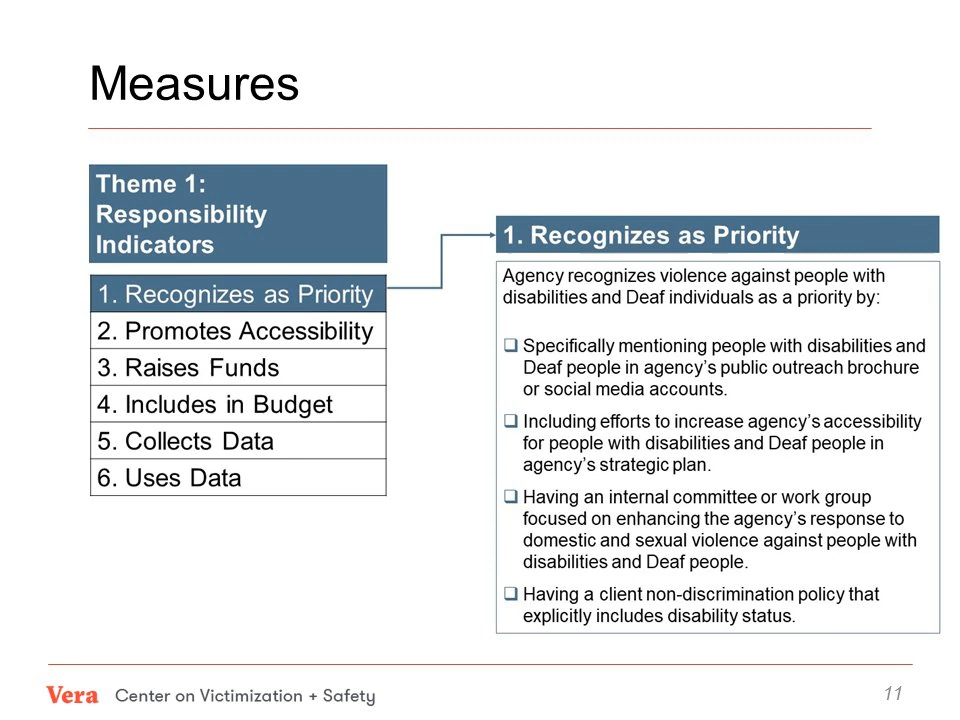 Measures
Theme 1:
Responsibility
Indicators
1. Recognizes as Priority
2. Promotes Accessibility
3. Raises Funds
4. Includes in Budget
5. Collects Data
6. Uses Data
1. Recognizes as Priority
Agency recognizes violence against people with
disabilities and Deaf individuals as a priority by:
❑ Specifically mentioning people with disabilities and
Deaf people in agency’s public outreach brochure
or social media accounts.
❑ Including efforts to increase agency’s accessibility
for people with disabilities and Deaf people in
agency’s strategic plan.
❑ Having an internal committee or work group
focused on enhancing the agency’s response to
domestic and sexual violence against people with
disabilities and Deaf people.
❑ Having a client non-discrimination policy that
explicitly includes disability status.
Vera Center on Victimization + Safety
11